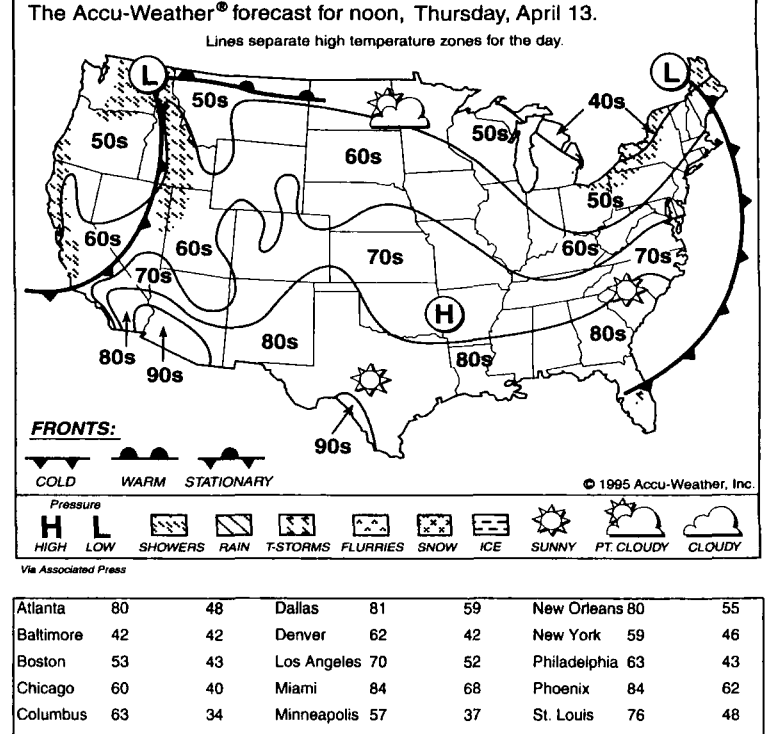 The Accu-Weather® forecast for noon, Thursday, April 13.
Lines separate high temperature zones for the day.
L
L
50s
40s
50s
50s
60s
50s
60s
60s
70s
60s
70s
70s
H
80s
80s
80s
80s
90s
90s
FRONTS:
COLD WARM STATIONARY
© 1995 Accu-Weather, Inc.
Pressure
H L
HIGH LOW SHOWERS RAIN T-STORMS FLURRIES SNOW ICE SUNNY PT. CLOUDY CLOUDY
Via Associated Press
Atlanta 80 48 Dallas 81 59 New Orleans 80 55
Baltimore 42 42 Denver 62 42 New York 59 46
Boston 53 43 Los Angeles 70 52 Philadelphia 63 43
Chicago 60 40 Miami 84 68 Phoenix 84 62
Columbus 63 34 Minneapolis 57 37 St. Louis 76 48